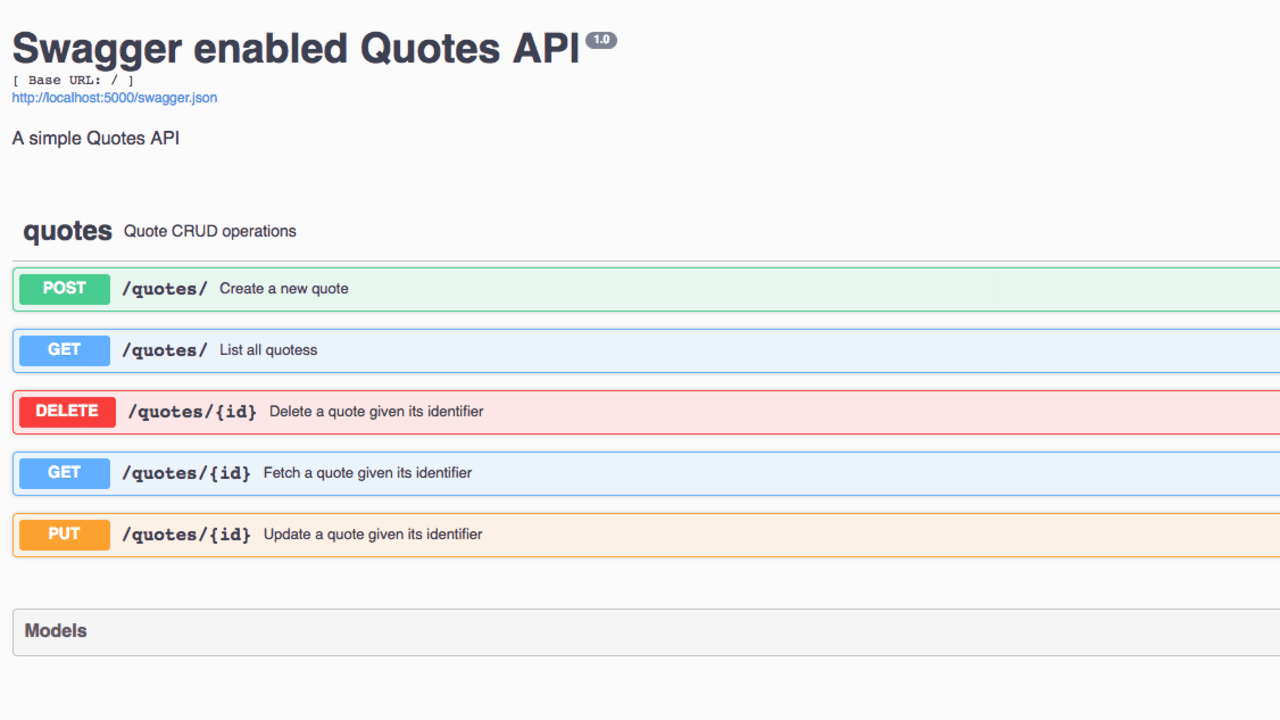 Swagger enabled Quotes API 1.0
[ Base URL: / ]
http://localhost:5000/swagger.json
A simple Quotes API
quotes Quote CRUD operations
POST /quotes/ Create a new quote
GET /quotes/ List all quotess
DELETE /quotes/{id} Delete a quote given its identifier
GET /quotes/{id} Fetch a quote given its identifier
PUT /quotes/{id} Update a quote given its identifier
Models